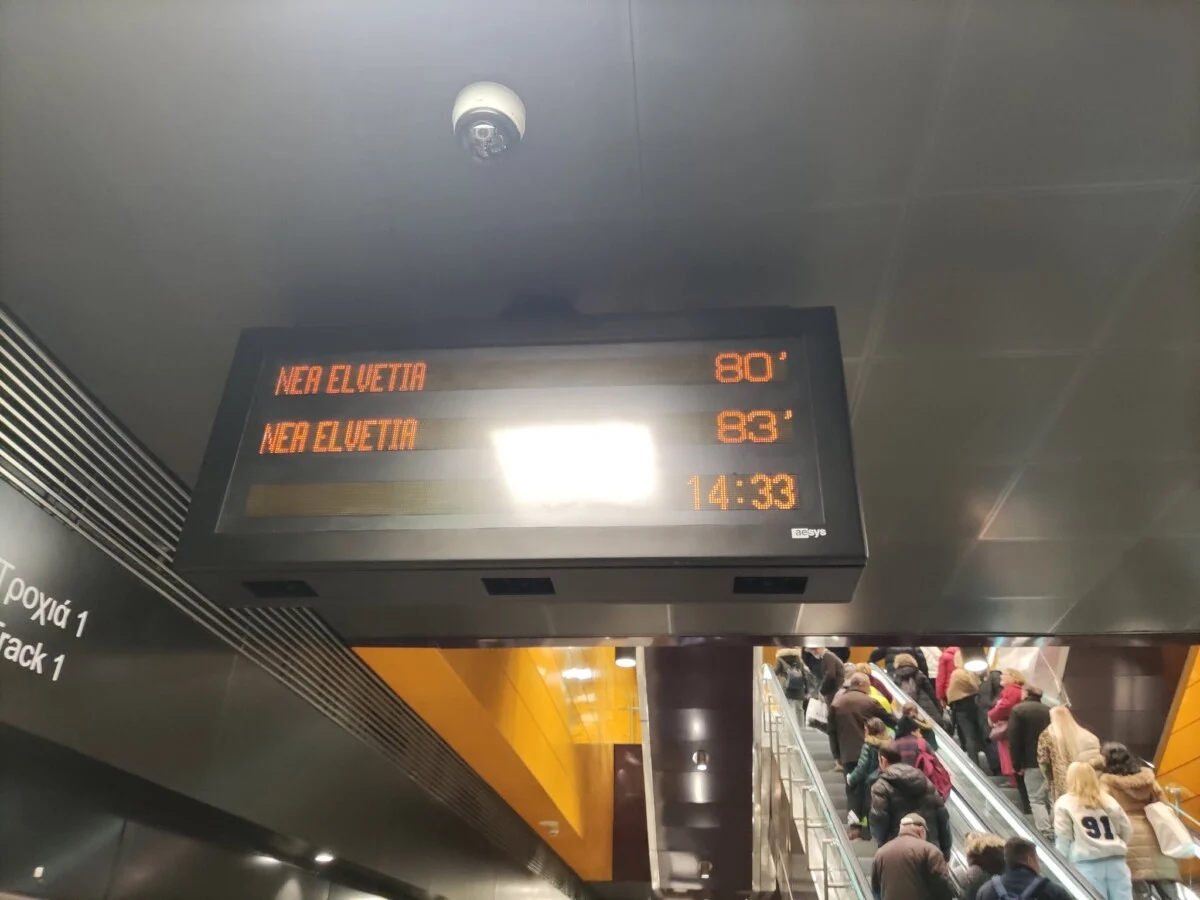 NEA ELVETIA 80'
NEA ELVETIA 83'
14:33
aesys
Τροχιά 1
Track 1
91